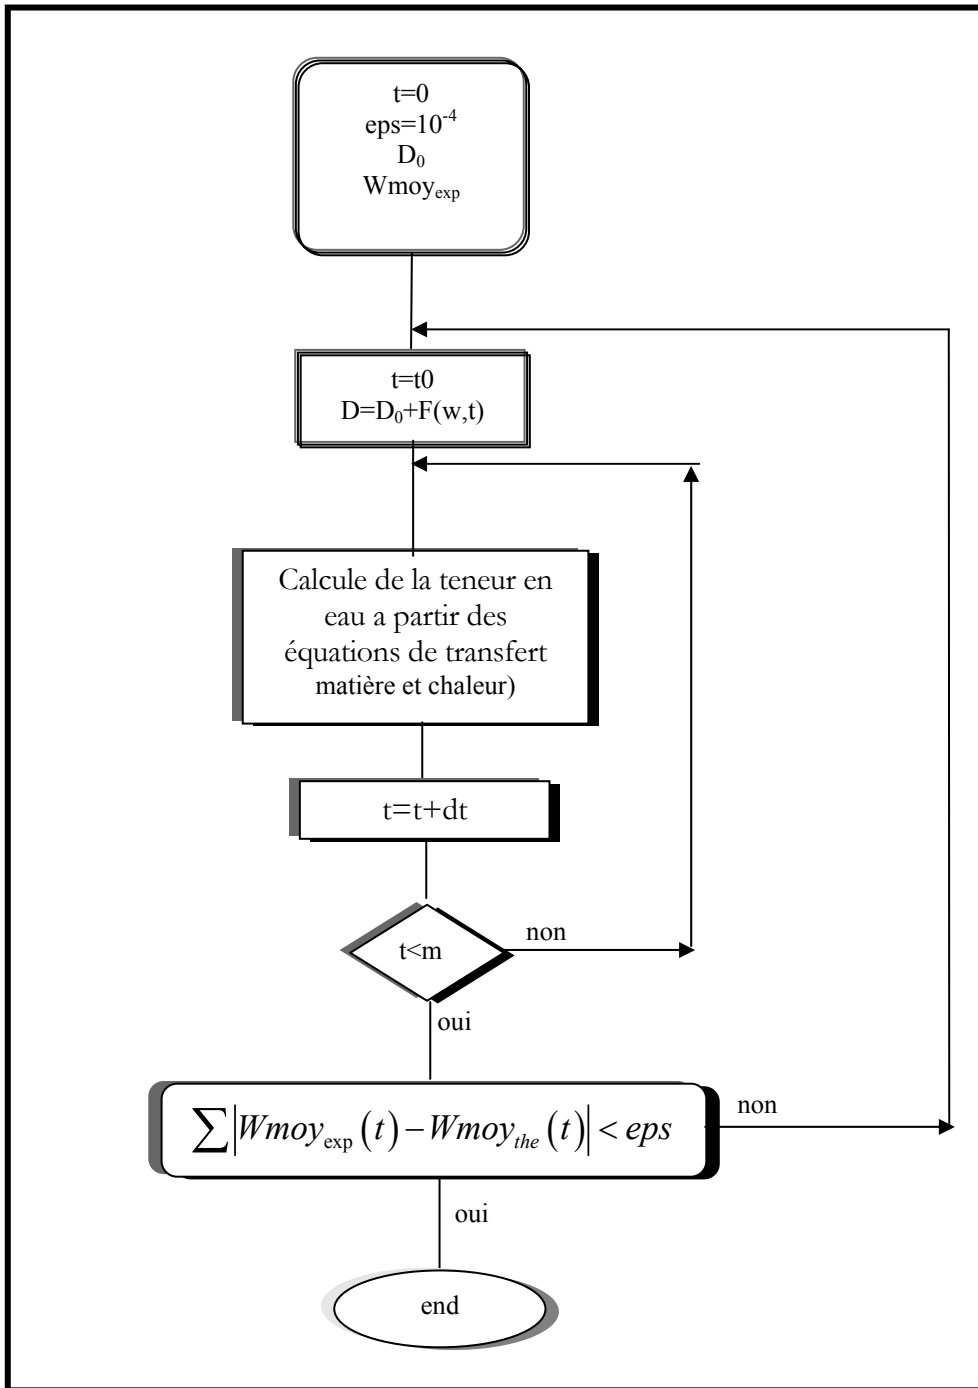 t=0
eps=10⁻⁴
D₀
Wmoyₑₓₚ
t=t0
D=D₀+F(w,t)
Calcule de la teneur en
eau a partir des
équations de transfert
matière et chaleur)
t=t+dt
t<m
non
oui
∑|Wmoyₑₓₚ(t)−Wmoyₜₕₑ(t)|<eps
non
oui
end